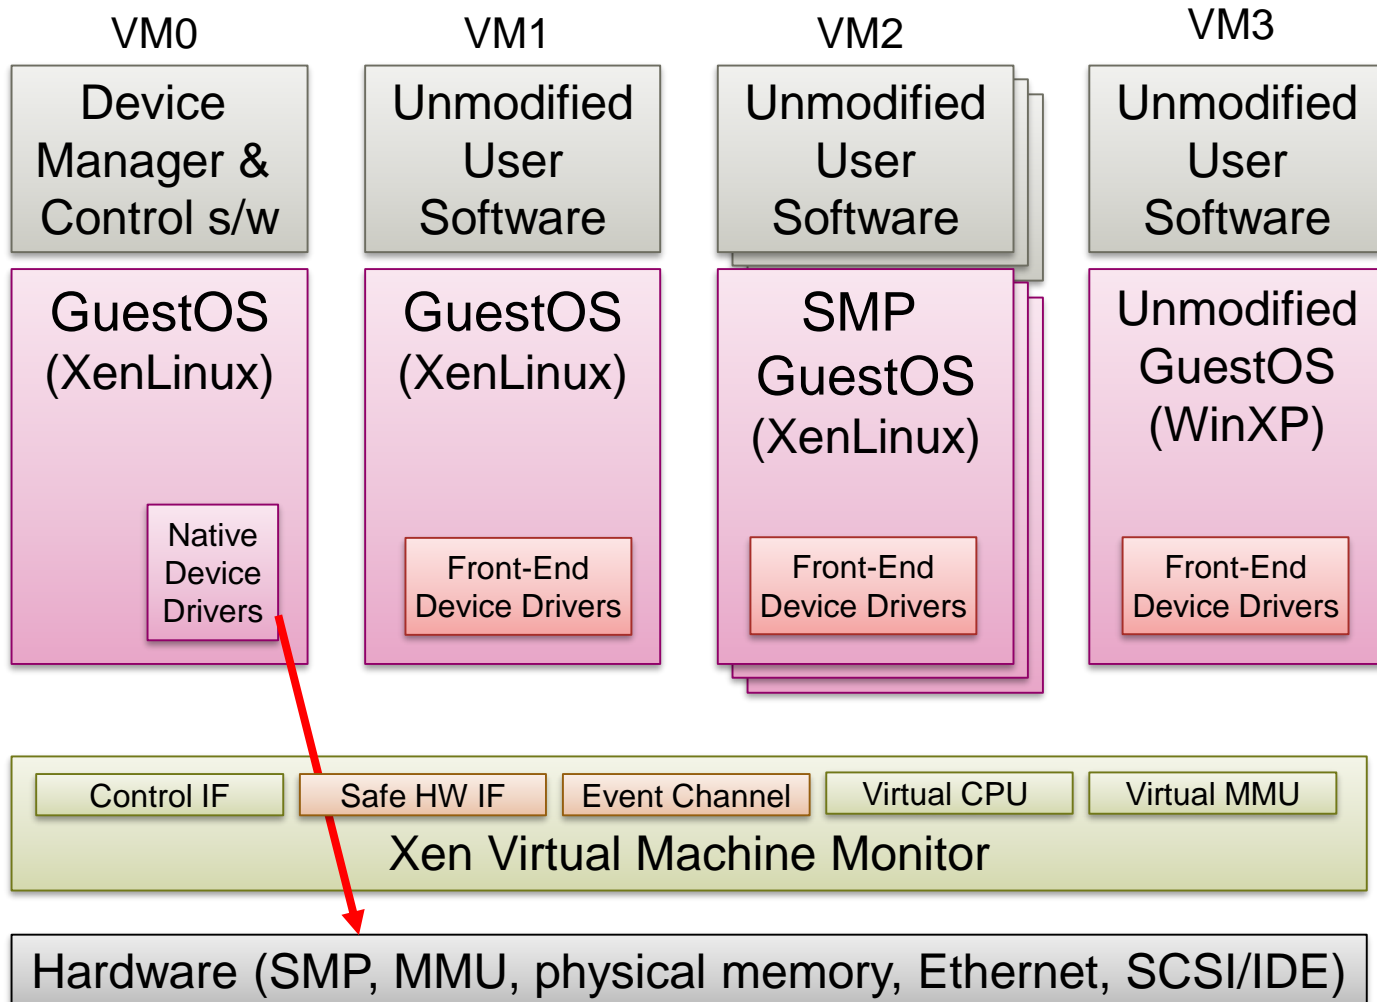 VM0
VM1
VM2
VM3
Device
Manager &
Control s/w
Unmodified
User
Software
Unmodified
User
Software
Unmodified
User
Software
GuestOS
(XenLinux)
GuestOS
(XenLinux)
SMP
GuestOS
(XenLinux)
Unmodified
GuestOS
(WinXP)
Native
Device
Drivers
Front-End
Device Drivers
Front-End
Device Drivers
Front-End
Device Drivers
Control IF
Safe HW IF
Event Channel
Virtual CPU
Virtual MMU
Xen Virtual Machine Monitor
Hardware (SMP, MMU, physical memory, Ethernet, SCSI/IDE)